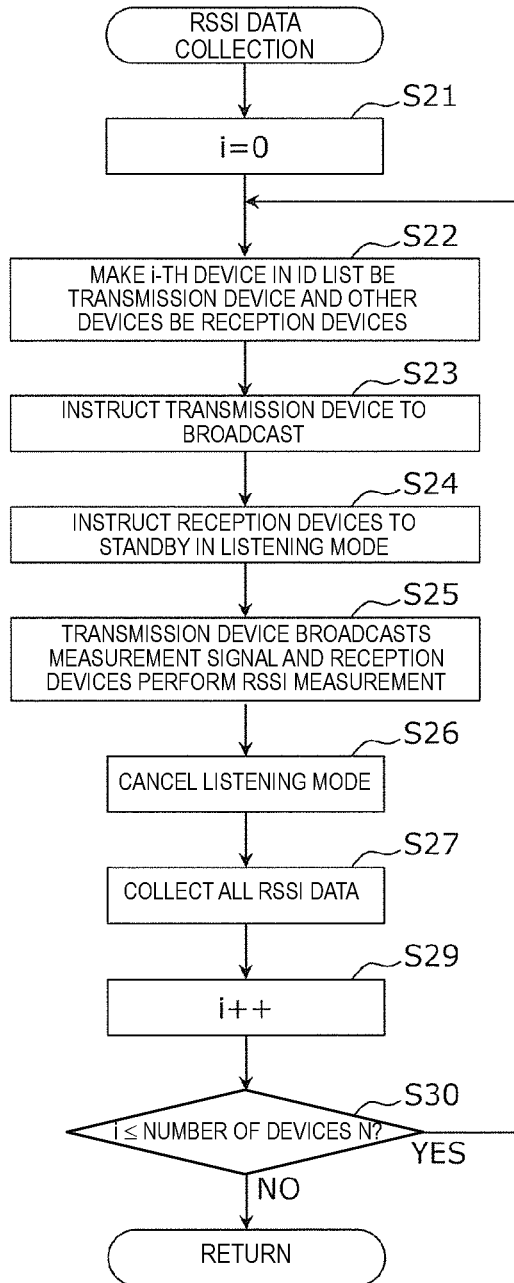 RSSI DATA
COLLECTION
S21
i=0
S22
MAKE i-TH DEVICE IN ID LIST BE
TRANSMISSION DEVICE AND OTHER
DEVICES BE RECEPTION DEVICES
S23
INSTRUCT TRANSMISSION DEVICE TO
BROADCAST
S24
INSTRUCT RECEPTION DEVICES TO
STANDBY IN LISTENING MODE
S25
TRANSMISSION DEVICE BROADCASTS
MEASUREMENT SIGNAL AND RECEPTION
DEVICES PERFORM RSSI MEASUREMENT
S26
CANCEL LISTENING MODE
S27
COLLECT ALL RSSI DATA
S29
i++
S30
i ≤ NUMBER OF DEVICES N?
YES
NO
RETURN